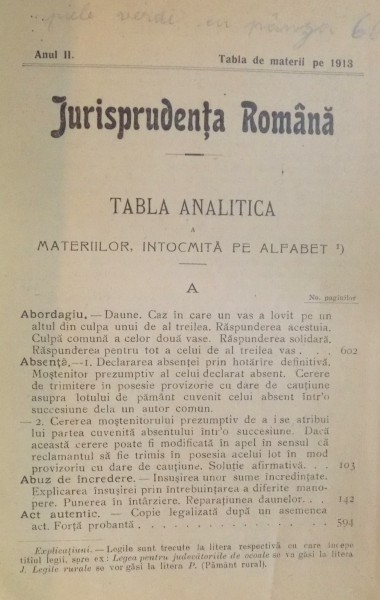 piele verde cu pânza
Anul II.
Tabla de materii pe 1913
Jurisprudența Română
TABLA ANALITICA
A
MATERIILOR, INTOCMITĂ PE ALFABET ¹)
A
No. paginilor
Abordagiu. — Daune. Caz în care un vas a lovit pe un
altul din culpa unui de al treilea. Răspunderea acestuia.
Culpă comună a celor două vase. Răspunderea solidară.
Răspunderea pentru tot a celui de al treilea vas . . . 602
Absență. — 1. Declararea absenței prin hotărîre definitivă.
Moștenitor prezumptiv al celui declarat absent. Cerere
de trimitere in posesie provizorie cu dare de cauțiune
asupra lotului de pământ cuvenit celui absent într'o
succesiune dela un autor comun.
— 2. Cererea moștenitorului prezumptiv de a i se atribui
lui partea cuvenită absentului într'o succesiune. Dacă
această cerere poate fi modificată în apel in sensul că
reclamantul să fie trimis în posesia acelui lot în mod
provizoriu cu dare de cauțiune. Soluție afirmativă. . . 103
Abuz de încredere. — Insușirea unor sume încredințate.
Explicarea însușirei prin întrebuințarea a diferite mano-
pere. Punerea în întârziere. Reparațiunea daunelor. . . 142
Act autentic. — Copie legalizată după un asemenea
act. Forță probantă . . . . . 594
Explicațiuni. — Legile sunt trecute la litera respectivă cu care începe
titlul legii, spre ex: Legea pentru judecătoriile de ocoale se va găsi la litera
J. Legile rurale se vor găsi la litera P. (Pământ rural).